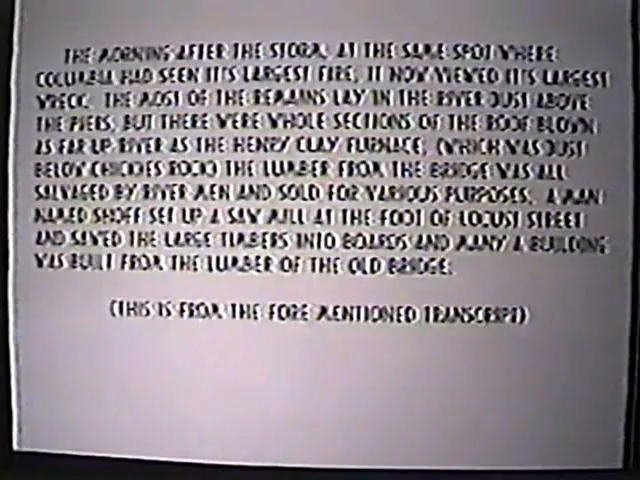 THE MORNING AFTER THE STORM, AT THE SAME SPOT WHERE
COLUMBIA HAD SEEN IT'S LARGEST FIRE, IT NOW VIEWED IT'S LARGEST
WRECK. THE MOST OF THE REMAINS LAY IN THE RIVER JUST ABOVE
THE PIERS, BUT THERE WERE WHOLE SECTIONS OF THE ROOF BLOWN
AS FAR UP RIVER AS THE HENRY CLAY FURNACE, (WHICH WAS JUST
BELOW CHICKIES ROCK) THE LUMBER FROM THE BRIDGE WAS ALL
SALVAGED BY RIVER MEN AND SOLD FOR VARIOUS PURPOSES. A MAN
NAMED SHOFF SET UP A SAW MILL AT THE FOOT OF LOCUST STREET
AND SAWED THE LARGE TIMBERS INTO BOARDS AND MANY A BUILDING
WAS BUILT FROM THE LUMBER OF THE OLD BRIDGE.
(THIS IS FROM THE FORE MENTIONED TRANSCRIPT)